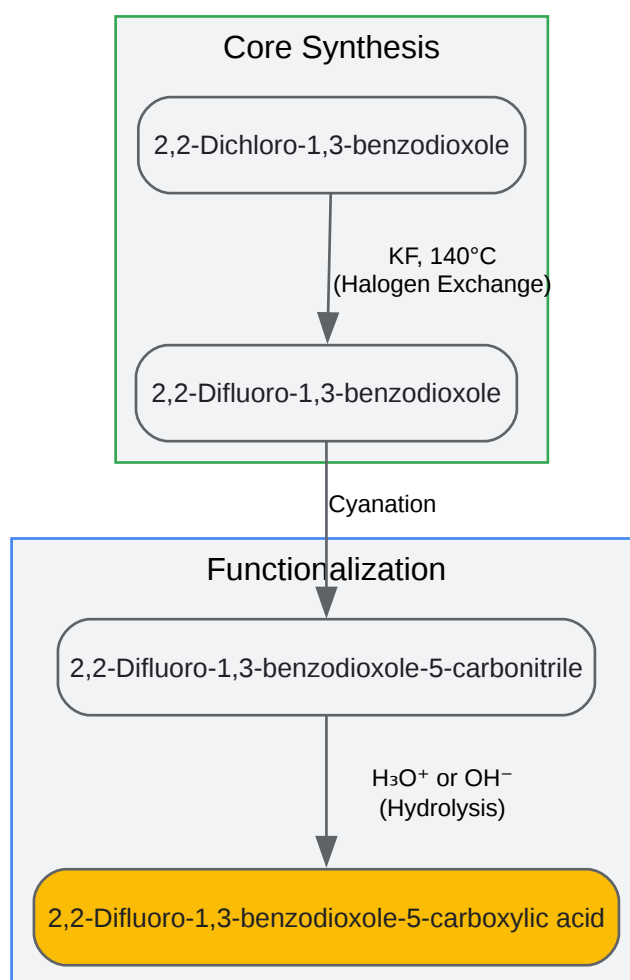 Core Synthesis
2,2-Dichloro-1,3-benzodioxole
KF, 140°C
(Halogen Exchange)
2,2-Difluoro-1,3-benzodioxole
Cyanation
Functionalization
2,2-Difluoro-1,3-benzodioxole-5-carbonitrile
H₃O⁺ or OH⁻
(Hydrolysis)
2,2-Difluoro-1,3-benzodioxole-5-carboxylic acid